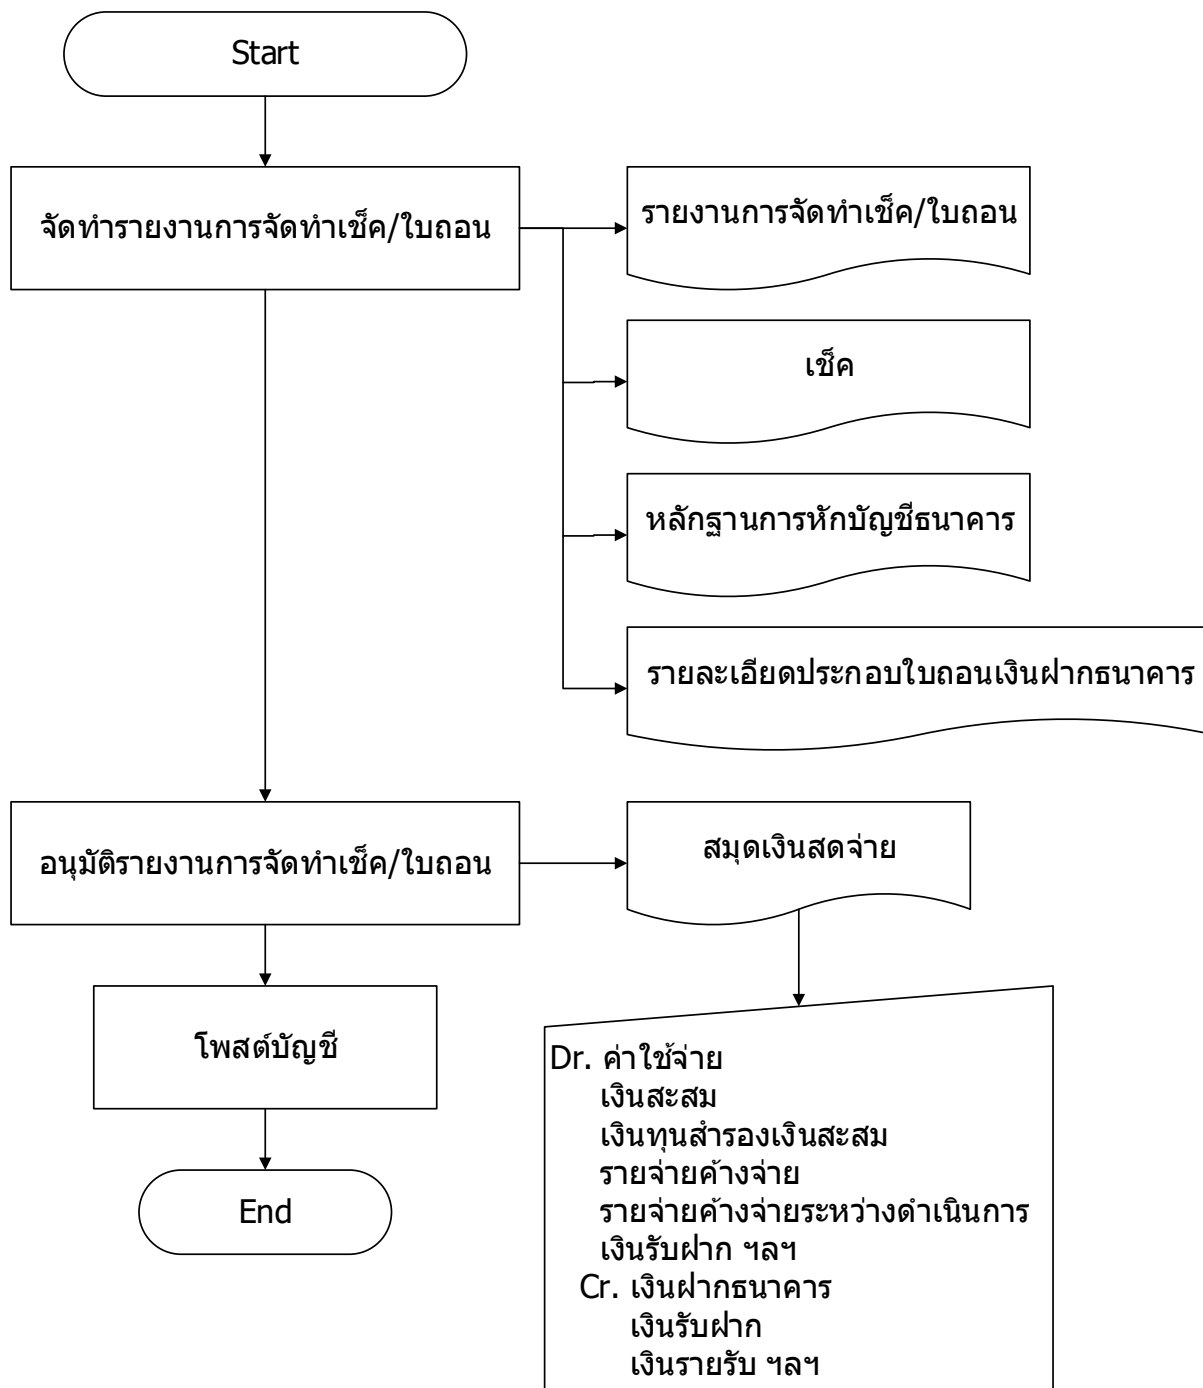 Start
จัดทำรายงานการจัดทำเช็ค/ใบถอน
รายงานการจัดทำเช็ค/ใบถอน
เช็ค
หลักฐานการหักบัญชีธนาคาร
รายละเอียดประกอบใบถอนเงินฝากธนาคาร
อนุมัติรายงานการจัดทำเช็ค/ใบถอน
สมุดเงินสดจ่าย
โพสต์บัญชี
End
Dr. ค่าใช้จ่าย
เงินสะสม
เงินทุนสำรองเงินสะสม
รายจ่ายค้างจ่าย
รายจ่ายค้างจ่ายระหว่างดำเนินการ
เงินรับฝาก ฯลฯ
Cr. เงินฝากธนาคาร
เงินรับฝาก
เงินรายรับ ฯลฯ